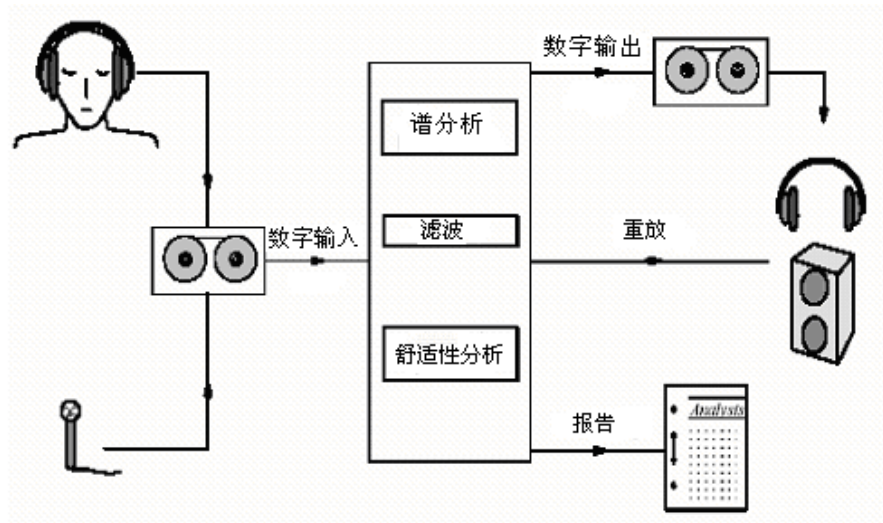 数字输出
谱分析
数字输入
滤波
重放
舒适性分析
报告
Analysis